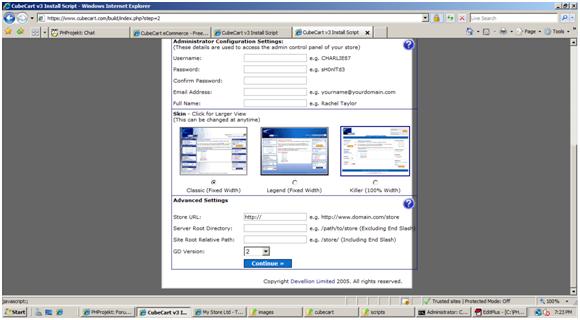 CubeCart v3 Install Script - Windows Internet Explorer
https://www.cubecart.com/build/index.php?step=2
Live Search
PHProjekt: Chat
CubeCart eCommerce - Free...
CubeCart v3 Install Script
CubeCart v3 Install Script
Page
Tools
Administrator Configuration Settings:
(These details are used to access the admin control panel of your store)
Username: e.g. CHARLIE87
Password: e.g. sHDNT83
Confirm Password:
Email Address: e.g. yourname@yourdomain.com
Full Name: e.g. Rachel Taylor
Skin - Click for Larger View
(This can be changed at anytime)
Classic (Fixed Width) Legend (Fixed Width) Killer (100% Width)
Advanced Settings
Store URL: http:// e.g. http://www.domain.com/store
Server Root Directory: e.g. /path/to/store (Excluding End Slash)
Site Root Relative Path: e.g. /store/ (Including End Slash)
GD Version: 2
Continue »
Copyright Devellion Limited 2005. All rights reserved.
javascript:;
Trusted sites | Protected Mode: Off
100%
Start
PHProjekt: Foru...
CubeCart v3 I...
My Store Ltd - T...
images
cubecart
scripts
Administrator: C...
EditPlus - [C:\PH...
7:23 PM